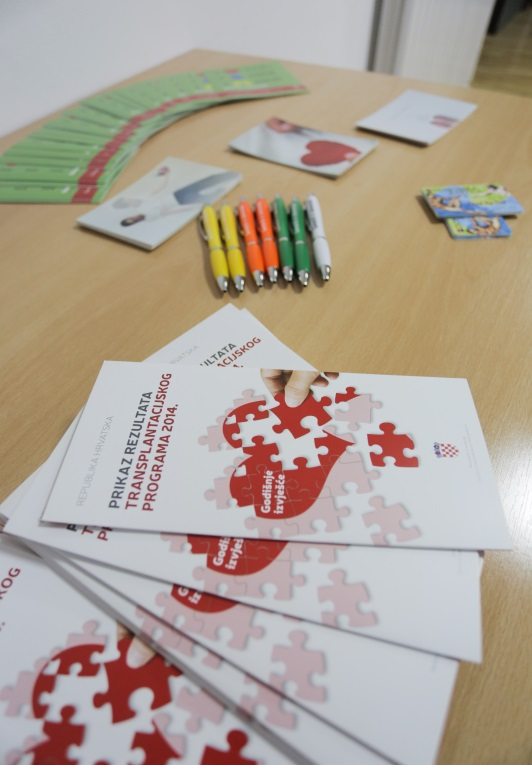 REPUBLIKA HRVATSKA
PRIKAZ REZULTATA
TRANSPLANTACIJSKOG
PROGRAMA 2014.
Godišnje
izvješće